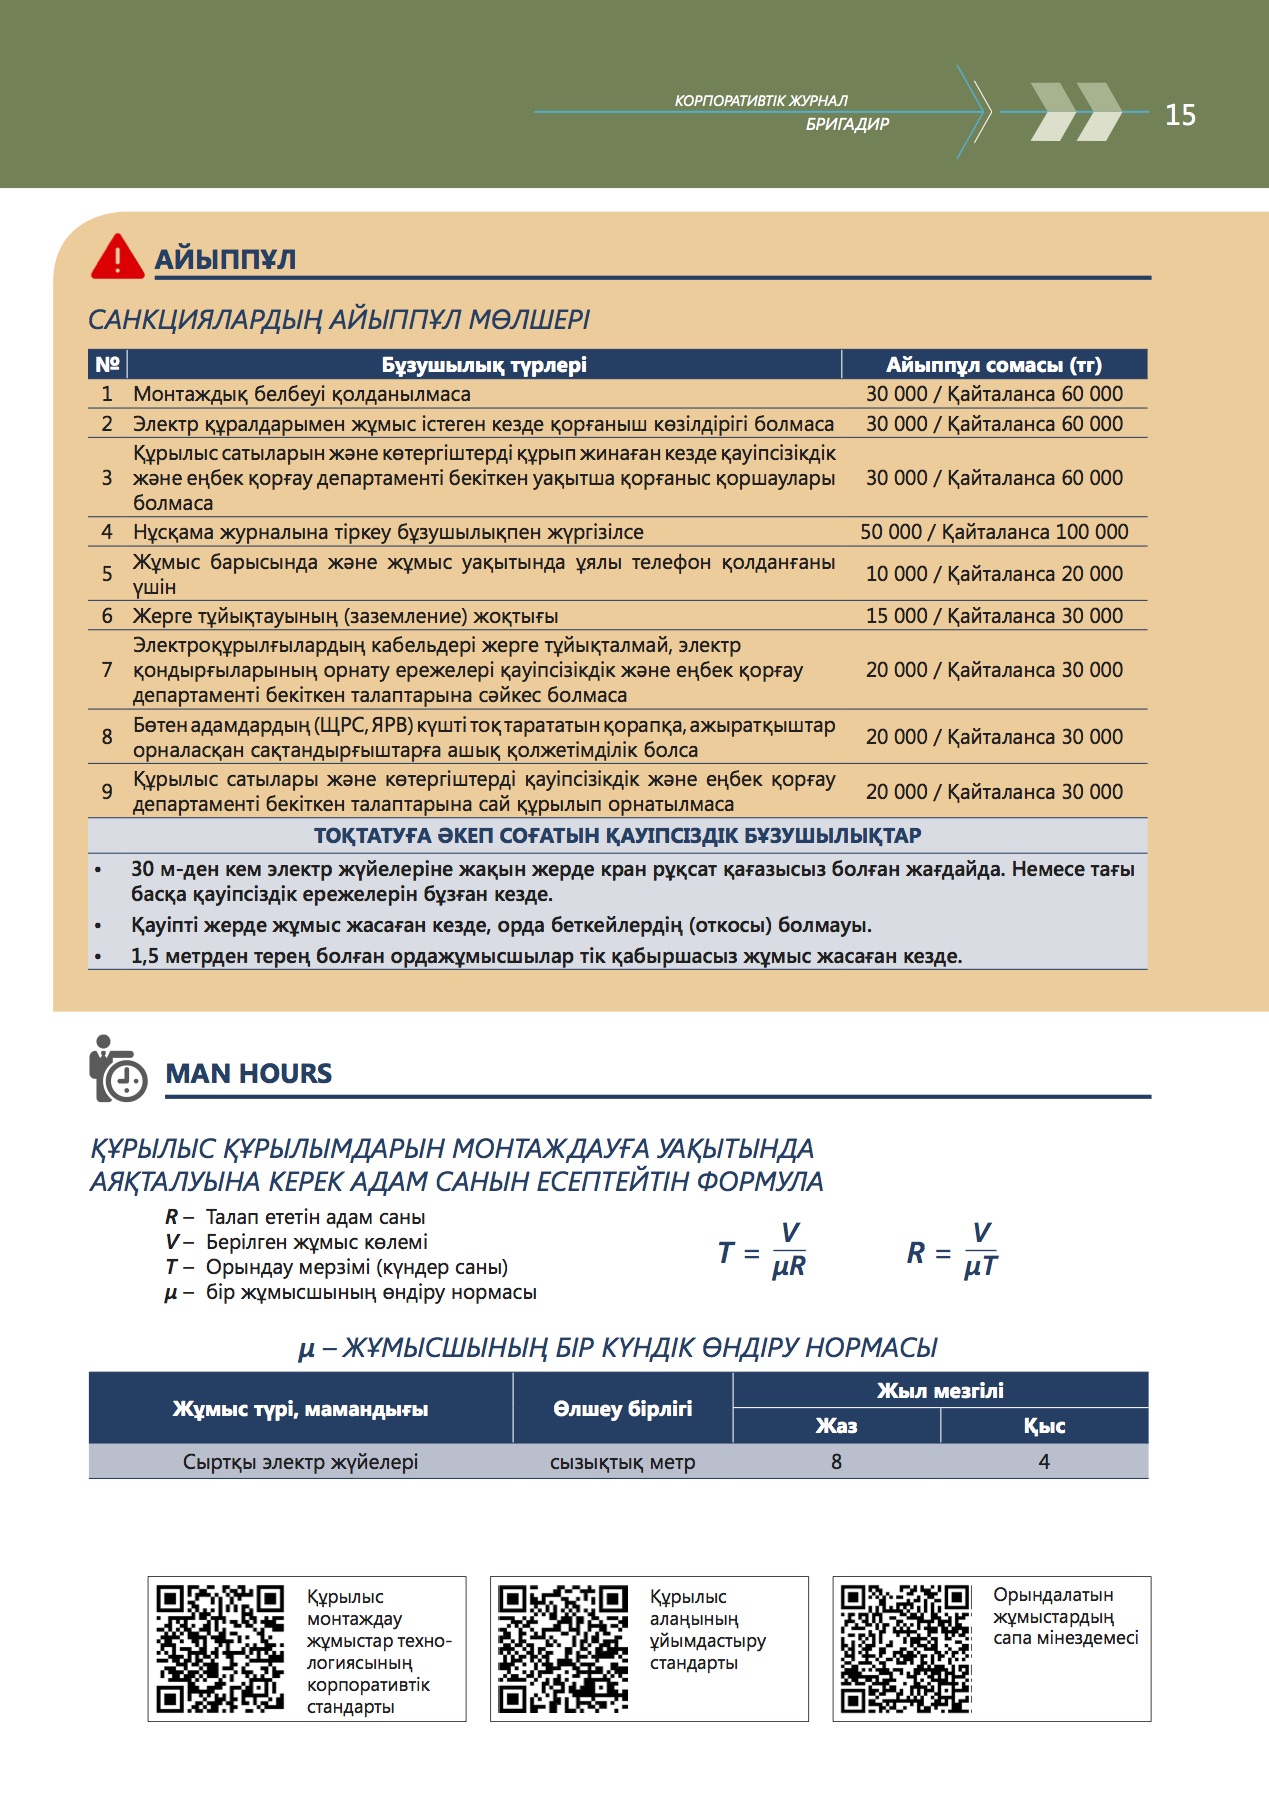 КОРПОРАТИВТІК ЖУРНАЛ
БРИГАДИР
15
АЙЫППҰЛ
САНКЦИЯЛАРДЫҢ АЙЫППҰЛ МӨЛШЕРІ
№ Бұзушылық түрлері Айыппұл сомасы (тг)
1 Монтаждық белбеуі қолданылмаса 30 000 / Қайталанса 60 000
2 Электр құралдарымен жұмыс істеген кезде қорғаныш көзілдірігі болмаса 30 000 / Қайталанса 60 000
Құрылыс сатыларын және көтергіштерді құрып жинаған кезде қауіпсізікдік
3 және еңбек қорғау департаменті бекіткен уақытша қорғаныс қоршаулары 30 000 / Қайталанса 60 000
болмаса
4 Нұсқама журналына тіркеу бұзушылықпен жүргізілсе 50 000 / Қайталанса 100 000
5 Жұмыс барысында және жұмыс уақытында ұялы телефон қолданғаны 10 000 / Қайталанса 20 000
үшін
6 Жерге тұйықтауының (заземление) жоқтығы 15 000 / Қайталанса 30 000
Электроқұрылғылардың кабельдері жерге тұйықталмай, электр
7 қондырғыларының орнату ережелері қауіпсізікдік және еңбек қорғау 20 000 / Қайталанса 30 000
департаменті бекіткен талаптарына сәйкес болмаса
8 Бөтен адамдардың (ЩРС, ЯРВ) күшті тоқ тарататын қорапқа, ажыратқыштар 20 000 / Қайталанса 30 000
орналасқан сақтандырғыштарға ашық қолжетімділік болса
9 Құрылыс сатылары және көтергіштерді қауіпсізікдік және еңбек қорғау 20 000 / Қайталанса 30 000
департаменті бекіткен талаптарына сай құрылып орнатылмаса
ТОҚТАТУҒА ӘКЕП СОҒАТЫН ҚАУІПСІЗДІК БҰЗУШЫЛЫҚТАР
• 30 м-ден кем электр жүйелеріне жақын жерде кран рұқсат қағазысыз болған жағдайда. Немесе тағы
басқа қауіпсіздік ережелерін бұзған кезде.
• Қауіпті жерде жұмыс жасаған кезде, орда беткейлердің (откосы) болмауы.
• 1,5 метрден терең болған ордажұмысшылар тік қабыршасыз жұмыс жасаған кезде.
MAN HOURS
ҚҰРЫЛЫС ҚҰРЫЛЫМДАРЫН МОНТАЖДАУҒА УАҚЫТЫНДА
АЯҚТАЛУЫНА КЕРЕК АДАМ САНЫН ЕСЕПТЕЙТІН ФОРМУЛА
R – Талап ететін адам саны
V – Берілген жұмыс көлемі
T – Орындау мерзімі (күндер саны)
μ – бір жұмысшының өндіру нормасы
T = V / μR
R = V / μT
μ – ЖҰМЫСШЫНЫҢ БІР КҮНДІК ӨНДІРУ НОРМАСЫ
Жұмыс түрі, мамандығы Өлшеу бірлігі Жыл мезгілі
Жаз Қыс
Сыртқы электр жүйелері сызықтық метр 8 4
Құрылыс
монтаждау
жұмыстар техно-
логиясының
корпоративтік
стандарты
Құрылыс
алаңының
ұйымдастыру
стандарты
Орындалатын
жұмыстардың
сапа мінездемесі